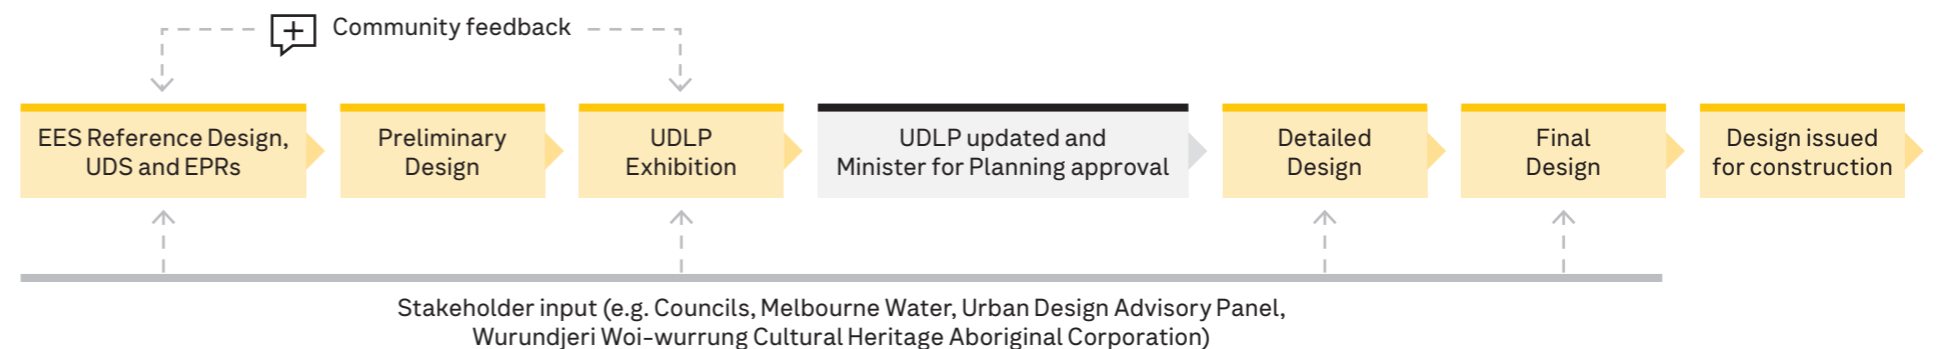 Community feedback
EES Reference Design,
UDS and EPRs
Preliminary
Design
UDLP
Exhibition
UDLP updated and
Minister for Planning approval
Detailed
Design
Final
Design
Design issued
for construction
Stakeholder input (e.g. Councils, Melbourne Water, Urban Design Advisory Panel,
Wurundjeri Woi-wurrung Cultural Heritage Aboriginal Corporation)